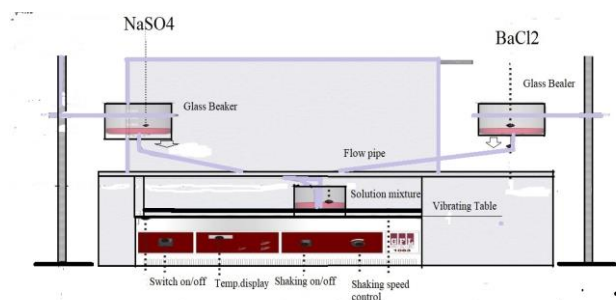 NaSO4
BaCl2
Glass Beaker
Glass Bealer
Flow pipe
Solution mixture
Vibrating Table
Switch on/off
Temp.display
Shaking on/off
Shaking speed
control